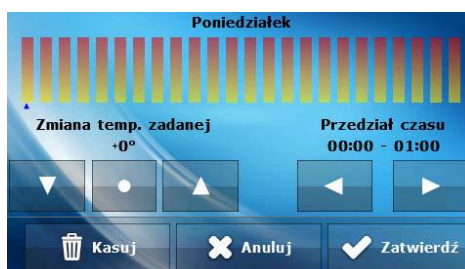 Poniedziałek
Zmiana temp. zadanej
Przedział czasu
+0°
00:00 - 01:00
Kasuj
Anuluj
Zatwierdź